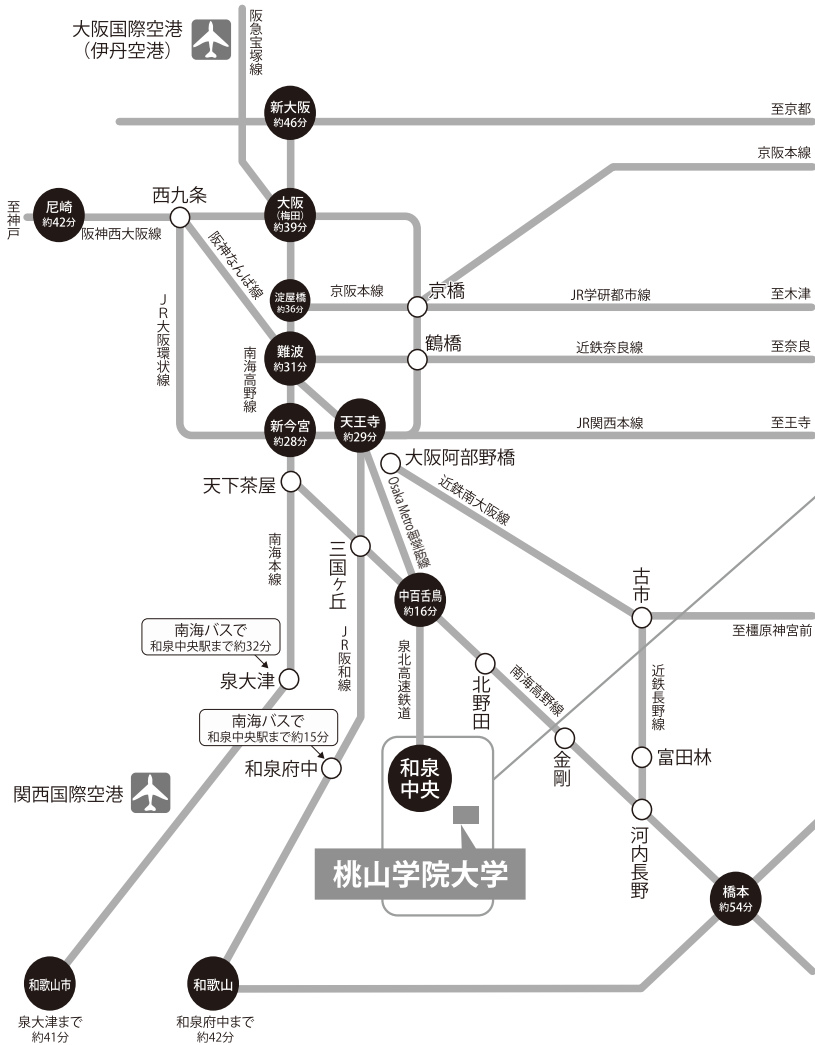 大阪国際空港
（伊丹空港）
阪急宝塚線
新大阪
約46分
至京都
京阪本線
至神戸
尼崎
約42分
西九条
大阪
（梅田）
約39分
阪神西大阪線
阪神なんば線
淀屋橋
約36分
京阪本線
京橋
JR学研都市線
至木津
JR大阪環状線
南海高野線
難波
約31分
鶴橋
近鉄奈良線
至奈良
新今宮
約28分
天王寺
約29分
JR関西本線
至王寺
天下茶屋
大阪阿部野橋
近鉄南大阪線
Osaka Metro御堂筋線
南海本線
三国ヶ丘
中百舌鳥
約16分
古市
至橿原神宮前
南海バスで
和泉中央駅まで約32分
泉大津
JR阪和線
泉北高速鉄道
北野田
南海高野線
近鉄長野線
南海バスで
和泉中央駅まで約15分
和泉府中
金剛
富田林
関西国際空港
和泉
中央
河内長野
桃山学院大学
橋本
約54分
和歌山市
泉大津まで
約41分
和歌山
和泉府中まで
約42分